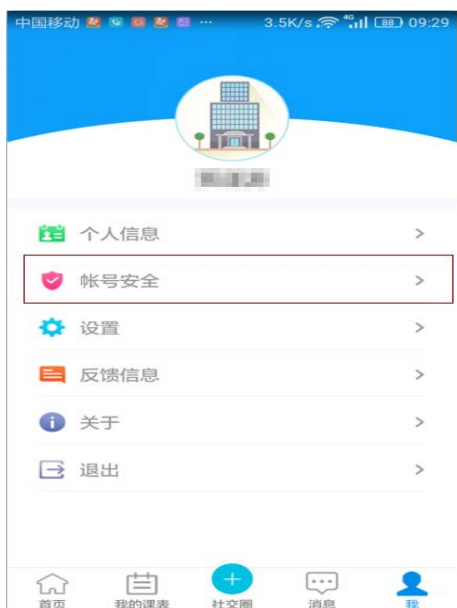 中国移动 ... 3.5K/s 4G 88 09:29
个人信息 >
帐号安全 >
设置 >
反馈信息 >
关于 >
退出 >
首页 我的课表 社交圈 消息 我